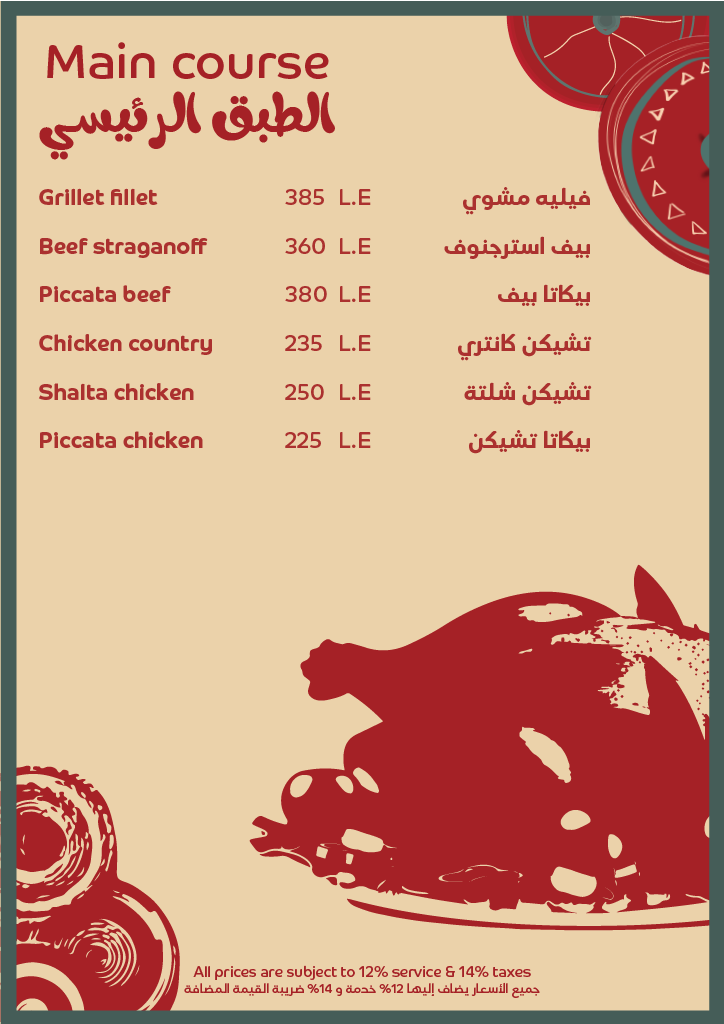 Main course
الطبق الرئيسي
Grillet fillet 385 L.E فيليه مشوي
Beef straganoff 360 L.E بيف استرجنوف
Piccata beef 380 L.E بيكاتا بيف
Chicken country 235 L.E تشيكن كانتري
Shalta chicken 250 L.E تشيكن شلتة
Piccata chicken 225 L.E بيكاتا تشيكن
All prices are subject to 12% service & 14% taxes
جميع الأسعار يضاف إليها 12% خدمة و 14% ضريبة القيمة المضافة